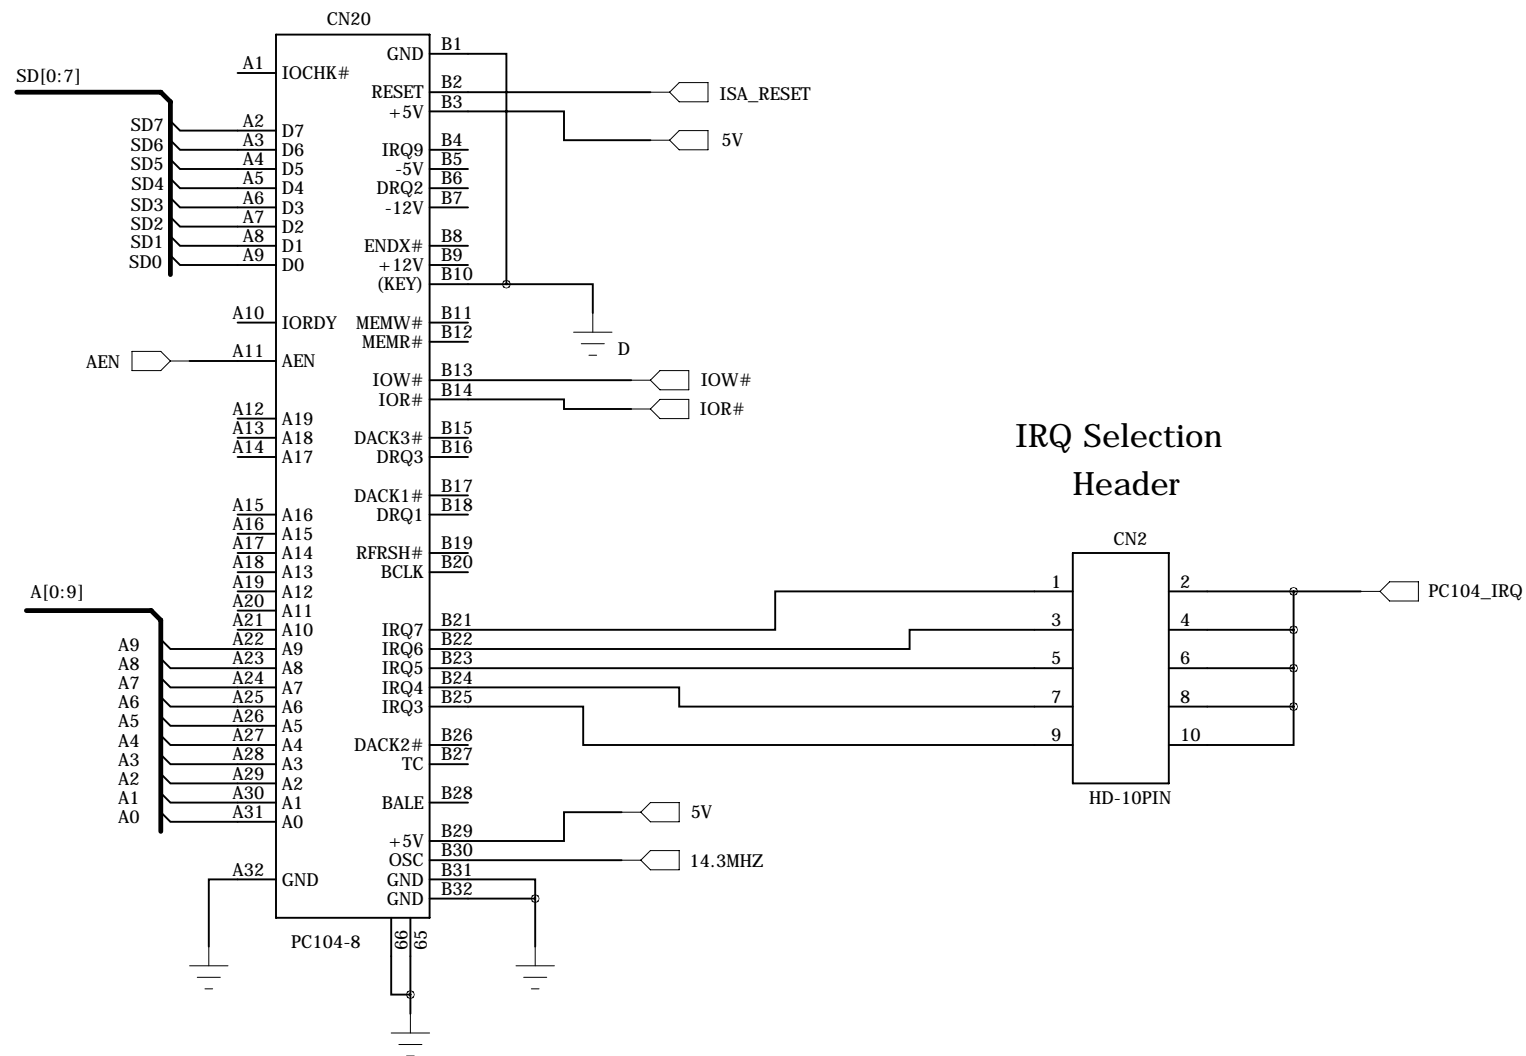 CN20
SD[0:7]
A1 IOCHK# GND B1
RESET B2 ISA_RESET
+5V B3 5V
SD7 A2 D7
SD6 A3 D6 IRQ9 B4
SD5 A4 D5 -5V B5
SD4 A5 D4 DRQ2 B6
SD3 A6 D3 -12V B7
SD2 A7 D2
SD1 A8 D1 ENDX# B8
SD0 A9 D0 +12V B9
(KEY) B10
A10 IORDY MEMW# B11
MEMR# B12
D
AEN A11 AEN
IOW# B13 IOW#
IOR# B14 IOR#
A12 A19
A13 A18 DACK3# B15
A14 A17 DRQ3 B16
IRQ Selection
Header
DACK1# B17
A15 A16 DRQ1 B18
A16 A15
A17 A14 RFRSH# B19
A18 A13 BCLK B20
A19 A12
A20 A11
A[0:9]
A21 A10 IRQ7 B21
A9 A22 A9 IRQ6 B22
A8 A23 A8 IRQ5 B23
A7 A24 A7 IRQ4 B24
A6 A25 A6 IRQ3 B25
A5 A26 A5
A4 A27 A4 DACK2# B26
A3 A28 A3 TC B27
A2 A29 A2
A1 A30 A1 BALE B28
A0 A31 A0
+5V B29 5V
OSC B30 14.3MHZ
A32 GND GND B31
GND B32
PC104-8 66 65
CN2
1 2 PC104_IRQ
3 4
5 6
7 8
9 10
HD-10PIN